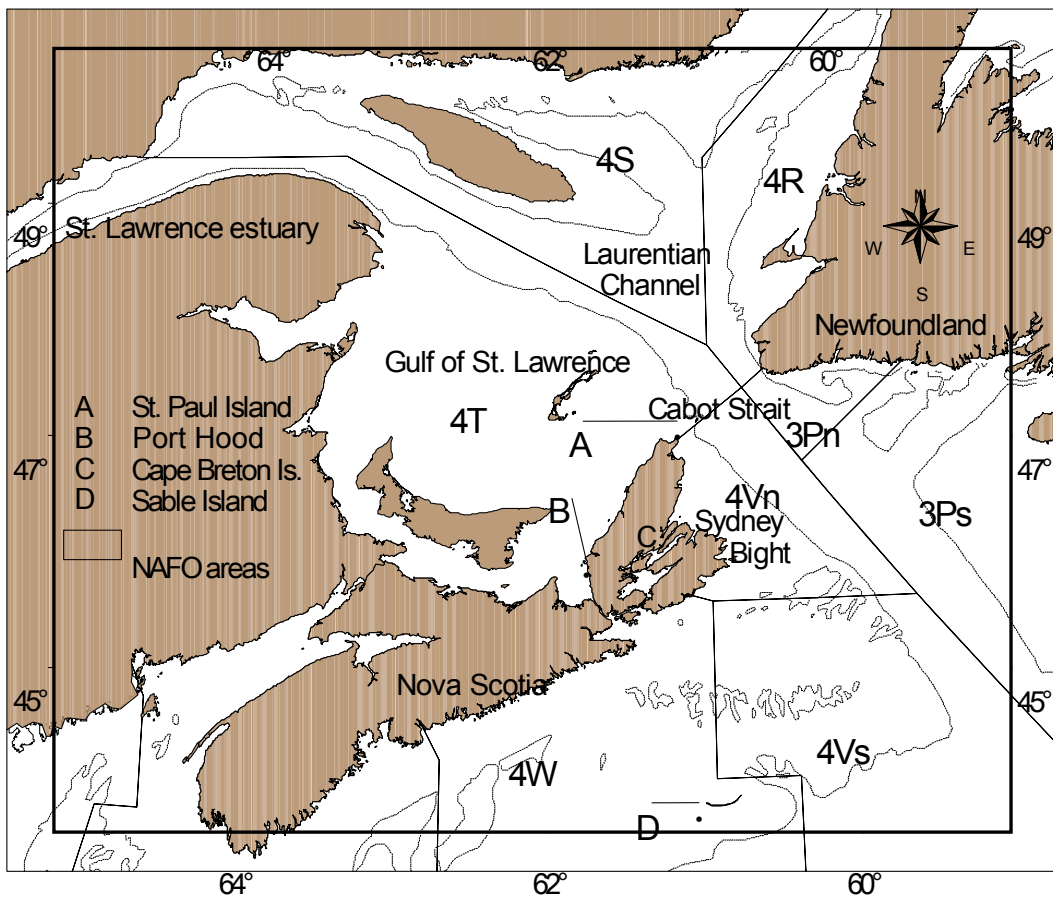 64° 62° 60°
4S
4R
N
St. Lawrence estuary
49° 49°
W E
Laurentian
Channel
S
Newfoundland
Gulf of St. Lawrence
A St. Paul Island
Cabot Strait
4T
B Port Hood
3Pn
A
C Cape Breton Is.
47° 47°
D Sable Island
4Vn
B
3Ps
Sydney
C
Bight
NAFO areas
Nova Scotia
45° 45°
4Vs
4W
D
64° 62° 60°